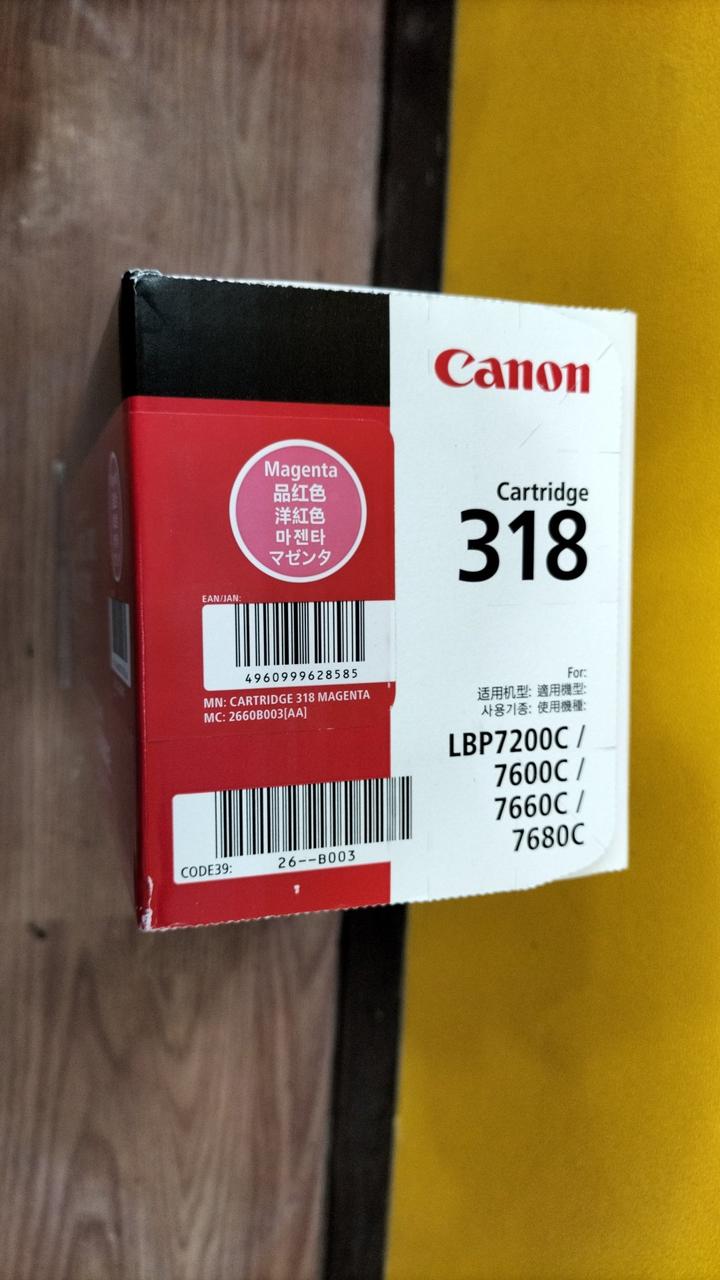 Canon
Cartridge
318
Magenta
品红色
洋紅色
마젠타
マゼンタ
EAN/JAN:
4960999628585
MN: CARTRIDGE 318 MAGENTA
MC: 2660B003[AA]
CODE39:
26--B003
For:
适用机型: 適用機型:
사용기종: 使用機種:
LBP7200C /
7600C /
7660C /
7680C